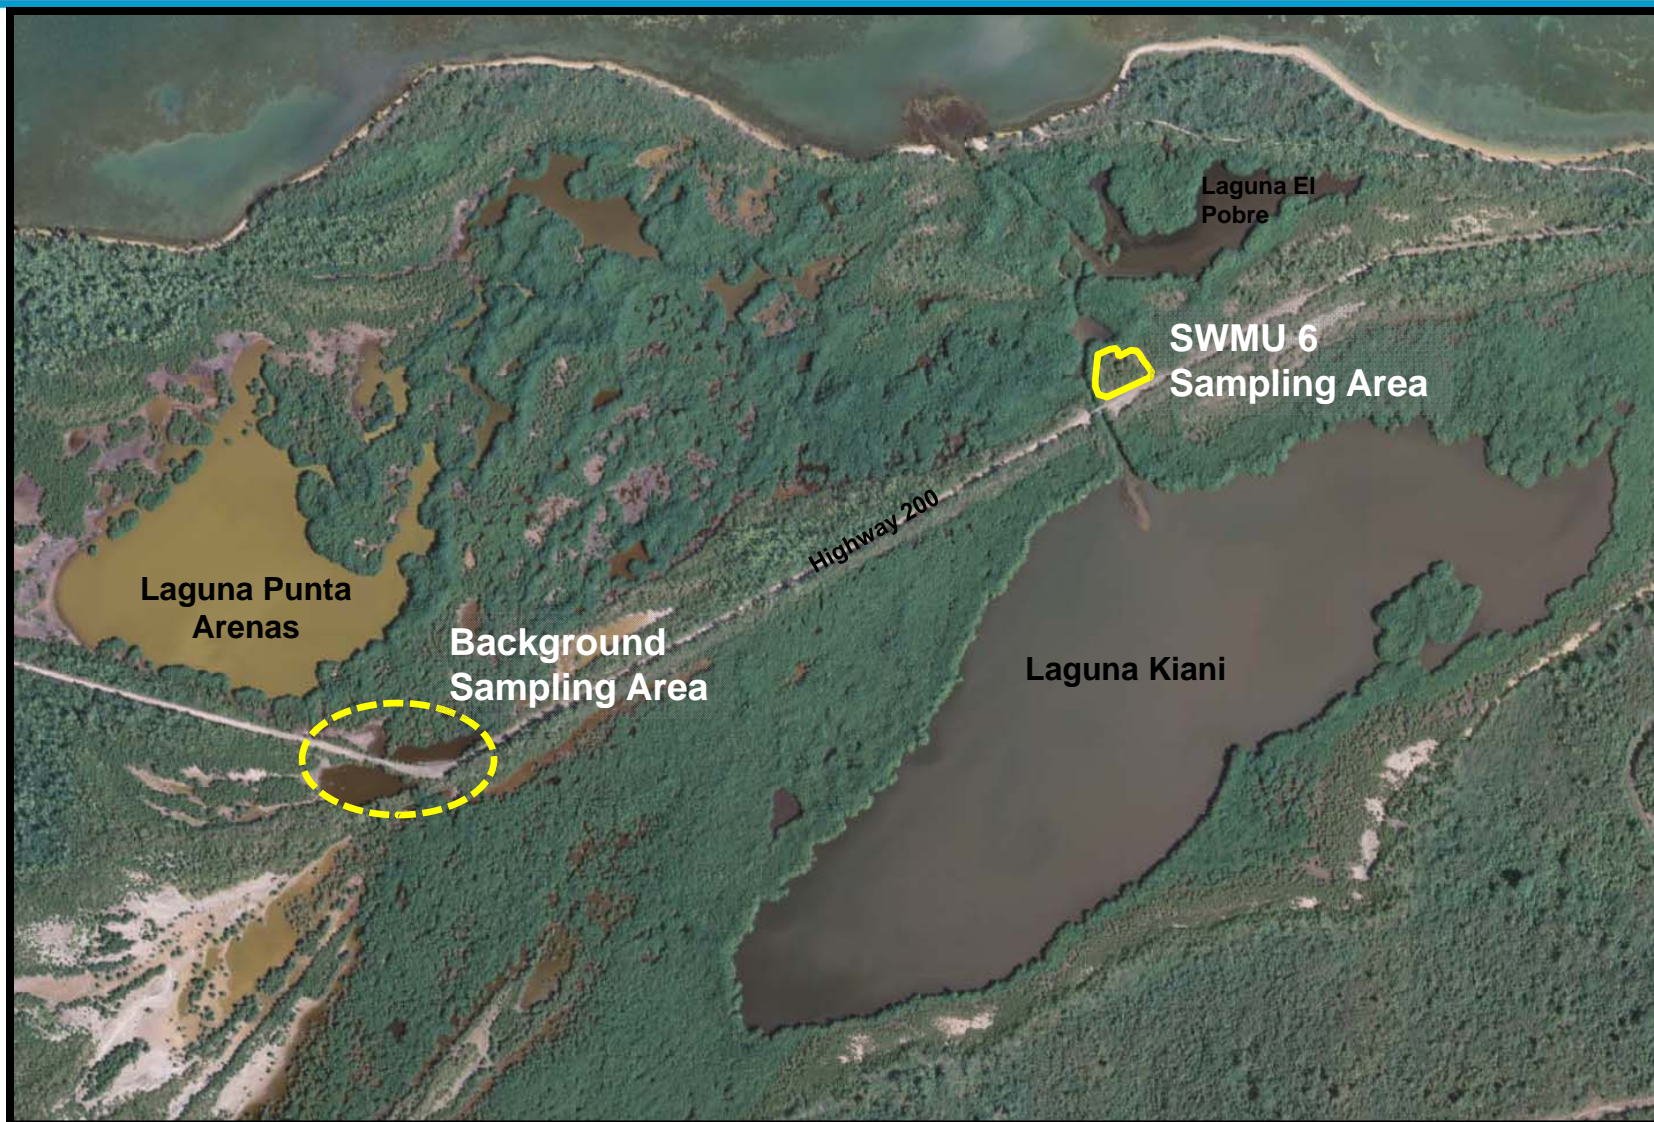 Laguna El
Pobre
SWMU 6
Sampling Area
Highway 200
Laguna Punta
Arenas
Background
Sampling Area
Laguna Kiani